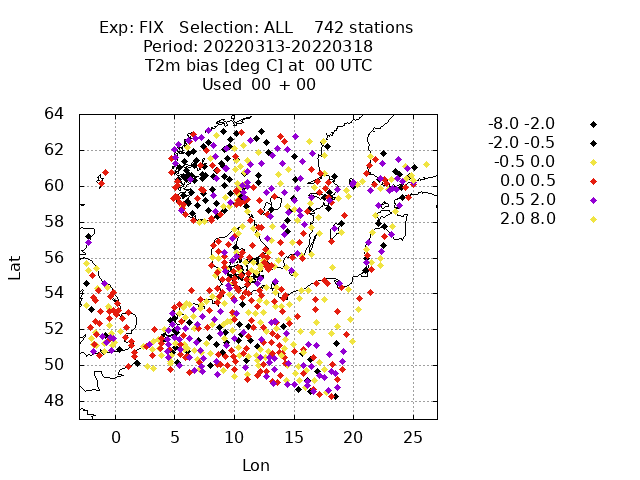 Exp: FIX Selection: ALL 742 stations
Period: 20220313-20220318
T2m bias [deg C] at 00 UTC
Used 00 + 00
64
62
60
58
56
54
52
50
48
Lat
0 5 10 15 20 25
Lon
-8.0 -2.0
-2.0 -0.5
-0.5 0.0
0.0 0.5
0.5 2.0
2.0 8.0